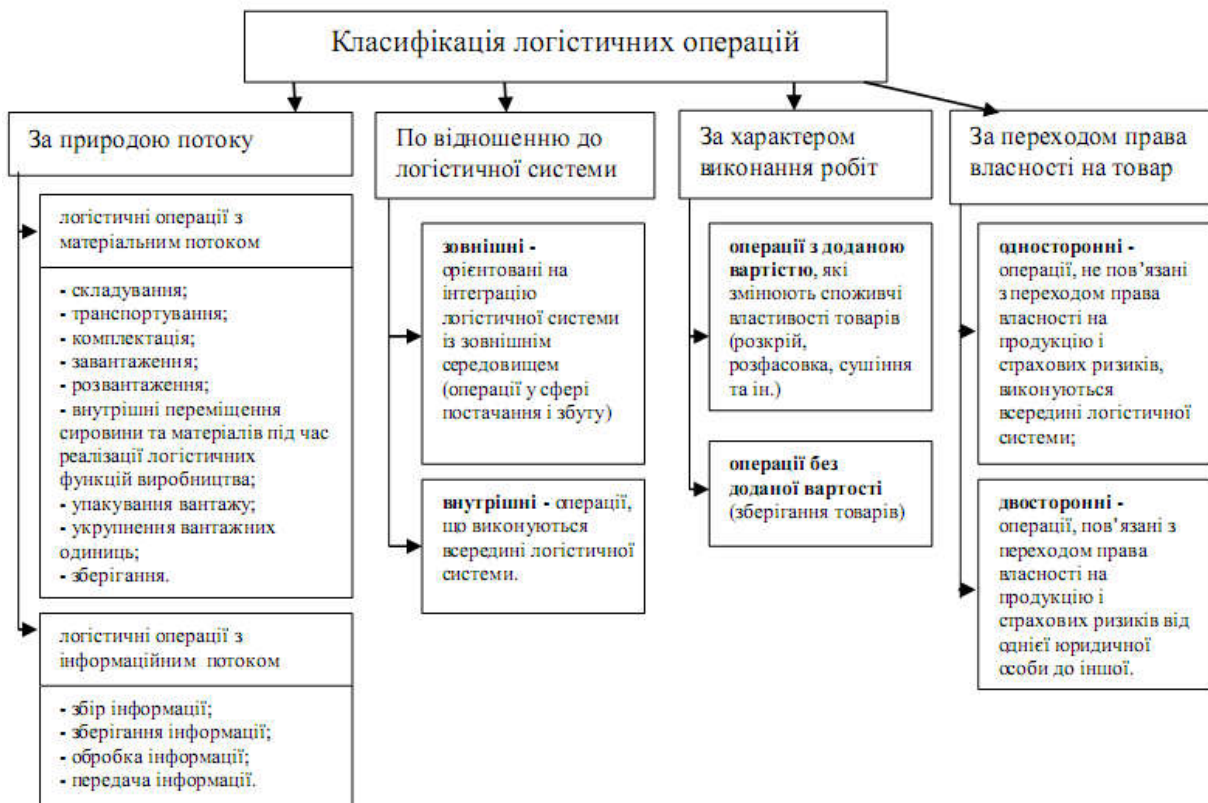 Класифікація логістичних операцій
За природою потоку
логістичні операції з
матеріальним потоком
- складування;
- транспортування;
- комплектація;
- завантаження;
- розвантаження;
- внутрішні переміщення
сировини та матеріалів під час
реалізації логістичних
функцій виробництва;
- упакування вантажу;
- укрупнення вантажних
одиниць;
- зберігання.
логістичні операції з
інформаційним потоком
- збір інформації;
- зберігання інформації;
- обробка інформації;
- передача інформації.
По відношенню до
логістичної системи
зовнішні -
орієнтовані на
інтеграцію
логістичної системи
із зовнішнім
середовищем
(операції у сфері
постачання і збуту)
внутрішні - операції,
що виконуються
всередині логістичної
системи.
За характером
виконання робіт
операції з доданою
вартістю, які
змінюють споживчі
властивості товарів
(розкрій,
розфасовка, сушіння
та ін.)
операції без
доданої вартості
(зберігання товарів)
За переходом права
власності на товар
односторонні -
операції, не пов’язані
з переходом права
власності на
продукцію і
страхових ризиків,
виконуються
всередині логістичної
системи;
двосторонні -
операції, пов’язані з
переходом права
власності на
продукцію і
страхових ризиків від
однієї юридичної
особи до іншої.